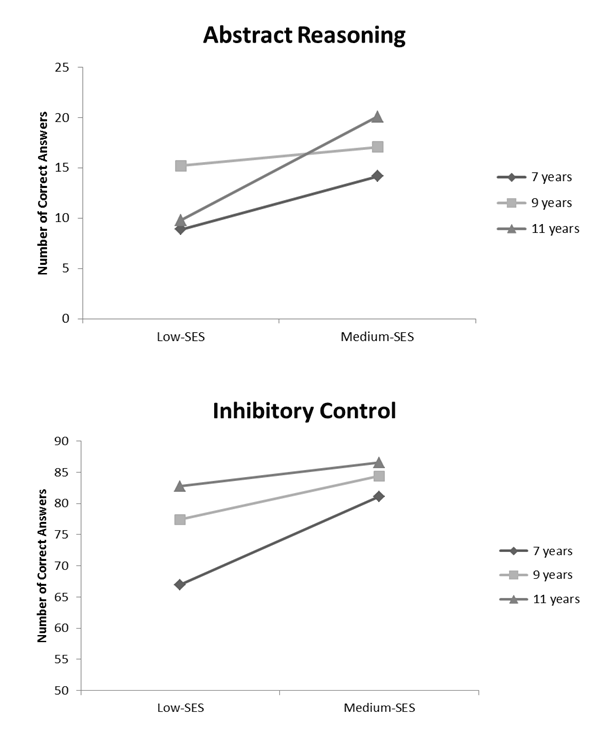 Abstract Reasoning
25
20
15
10
5
0
Number of Correct Answers
Low-SES
Medium-SES
7 years
9 years
11 years
Inhibitory Control
90
85
80
75
70
65
60
55
50
Number of Correct Answers
Low-SES
Medium-SES
7 years
9 years
11 years